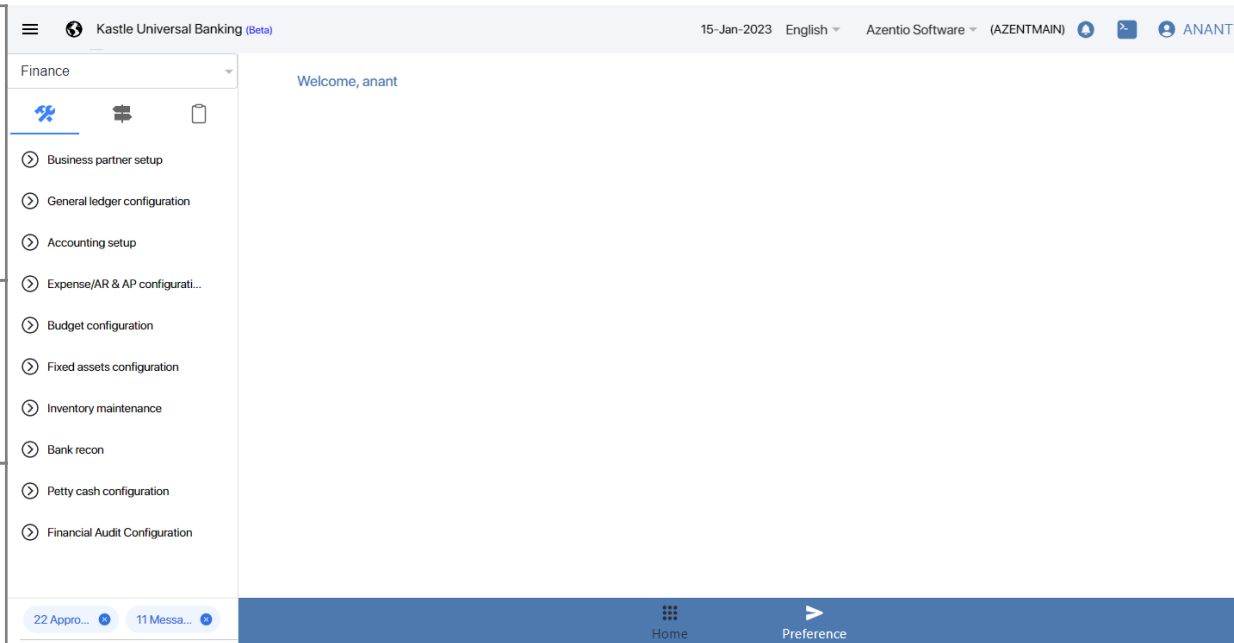 Kastle Universal Banking (Beta)
15-Jan-2023 English Azentio Software (AZENTMAIN) ANANT
Finance
Welcome, anant
Business partner setup
General ledger configuration
Accounting setup
Expense/AR & AP configurati...
Budget configuration
Fixed assets configuration
Inventory maintenance
Bank recon
Petty cash configuration
Financial Audit Configuration
22 Appro... 11 Messa...
Home Preference